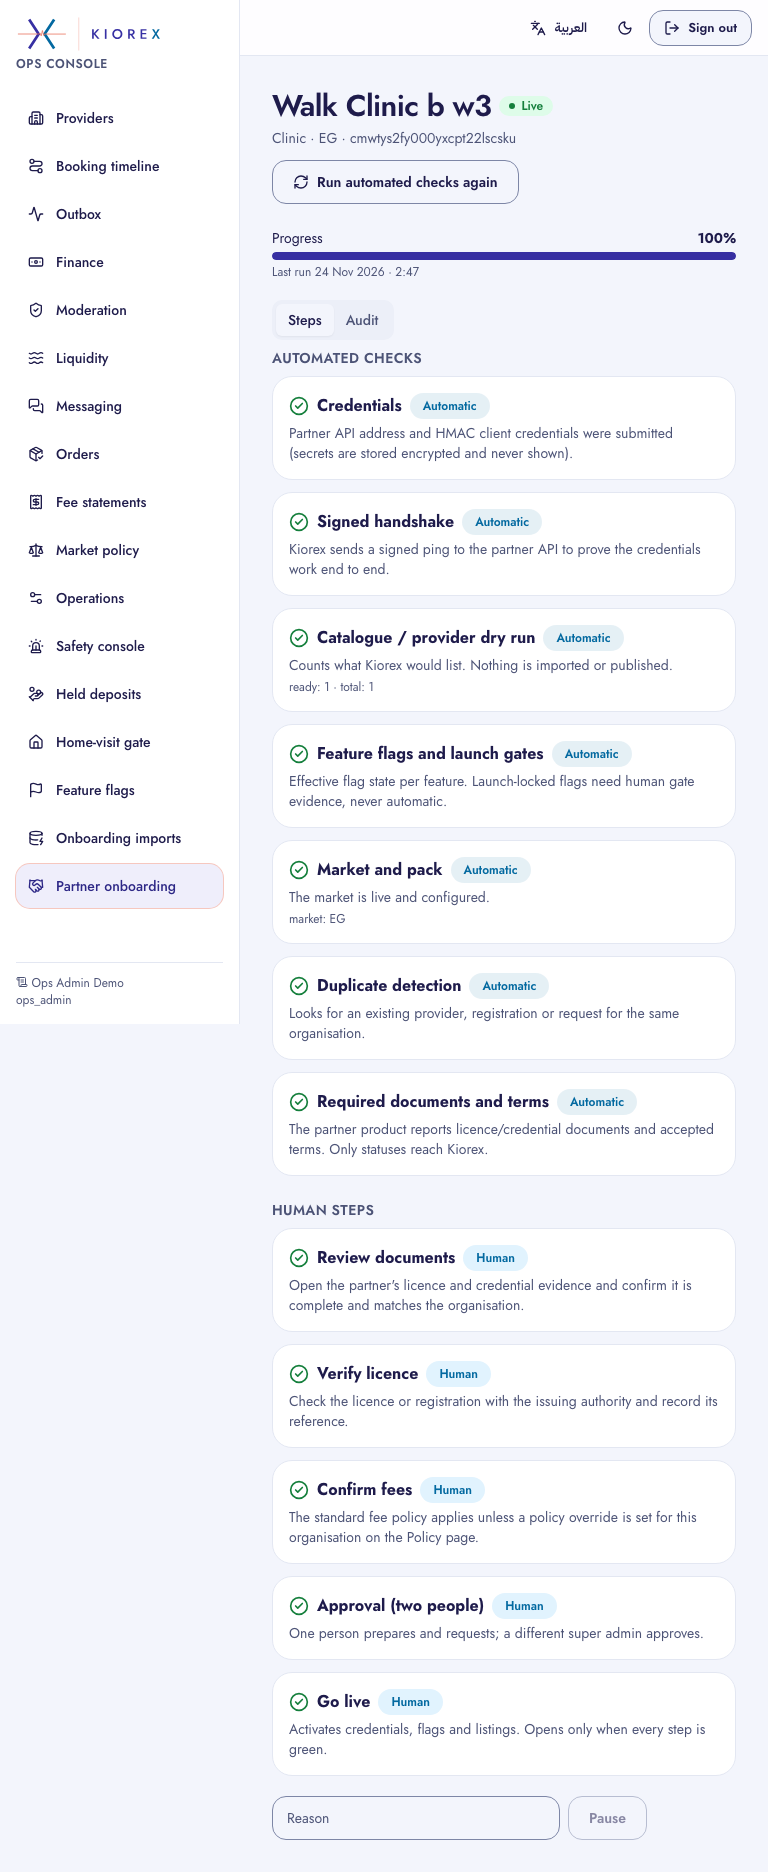 KIOREX
OPS CONSOLE
Providers
Booking timeline
Outbox
Finance
Moderation
Liquidity
Messaging
Orders
Fee statements
Market policy
Operations
Safety console
Held deposits
Home-visit gate
Feature flags
Onboarding imports
Partner onboarding
Ops Admin Demo
ops_admin
العربية
Sign out
Walk Clinic b w3
Live
Clinic · EG · cmwtys2fy000yxcpt22lscsku
Run automated checks again
Progress 100%
Last run 24 Nov 2026 · 2:47
Steps Audit
AUTOMATED CHECKS
Credentials Automatic
Partner API address and HMAC client credentials were submitted
(secrets are stored encrypted and never shown).
Signed handshake Automatic
Kiorex sends a signed ping to the partner API to prove the credentials
work end to end.
Catalogue / provider dry run Automatic
Counts what Kiorex would list. Nothing is imported or published.
ready: 1 · total: 1
Feature flags and launch gates Automatic
Effective flag state per feature. Launch-locked flags need human gate
evidence, never automatic.
Market and pack Automatic
The market is live and configured.
market: EG
Duplicate detection Automatic
Looks for an existing provider, registration or request for the same
organisation.
Required documents and terms Automatic
The partner product reports licence/credential documents and accepted
terms. Only statuses reach Kiorex.
HUMAN STEPS
Review documents Human
Open the partner's licence and credential evidence and confirm it is
complete and matches the organisation.
Verify licence Human
Check the licence or registration with the issuing authority and record its
reference.
Confirm fees Human
The standard fee policy applies unless a policy override is set for this
organisation on the Policy page.
Approval (two people) Human
One person prepares and requests; a different super admin approves.
Go live Human
Activates credentials, flags and listings. Opens only when every step is
green.
Reason
Pause